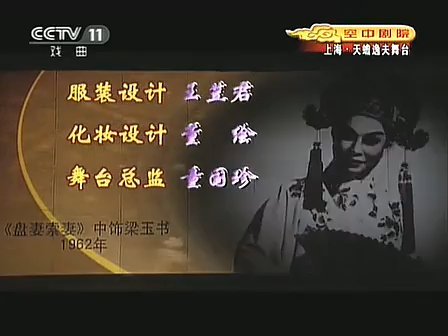 CCTV 11
戏曲
空中剧院
上海·天蟾逸夫舞台
服装设计 王芸君
化妆设计 董绘
舞台总监 童国珍
《盘妻索妻》中饰梁玉书
1962年